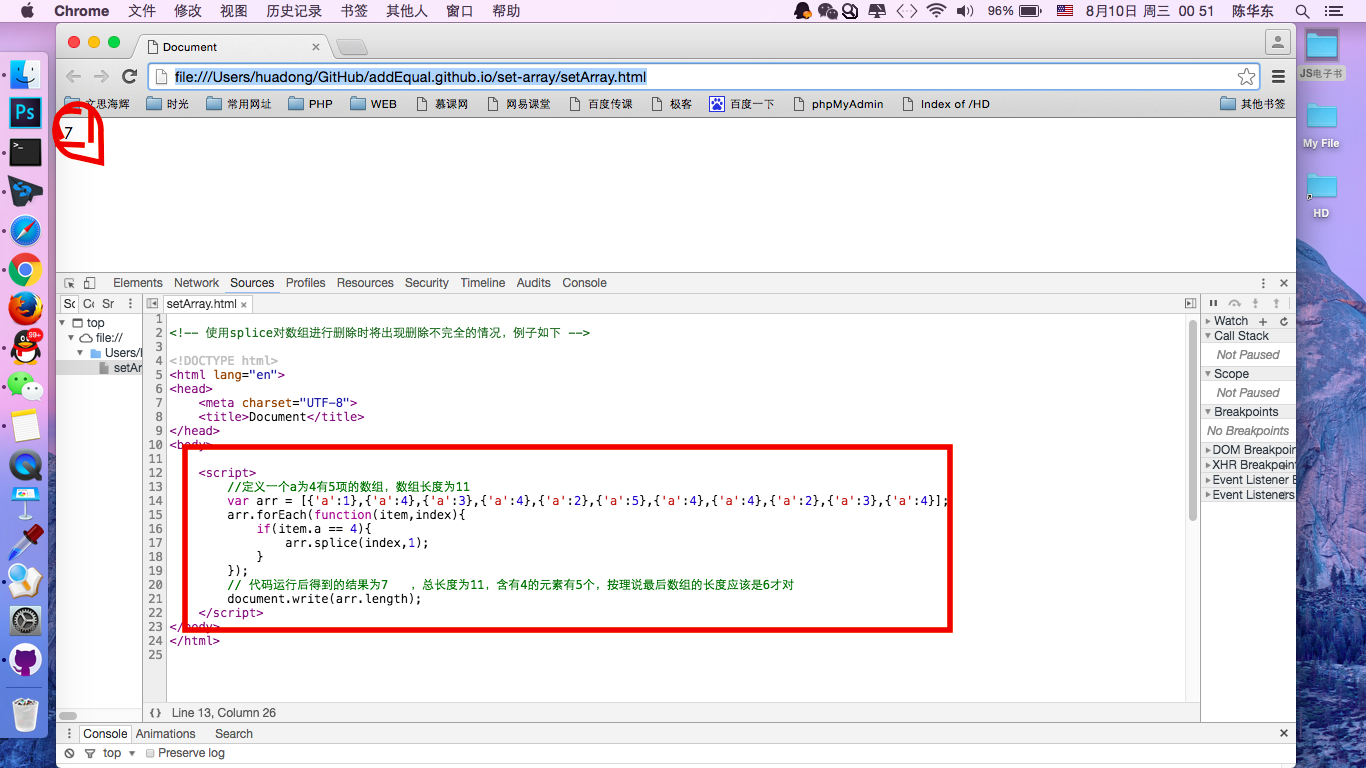 Chrome 文件 修改 视图 历史记录 书签 其他人 窗口 帮助 96% 8月10日 周三 00 51 陈华东
Document
file:///Users/huadong/GitHub/addEqual.github.io/set-array/setArray.html
文思海辉 时光 常用网址 PHP WEB 慕课网 网易课堂 百度传课 极客 百度一下 phpMyAdmin Index of /HD 其他书签
JS电子书
My File
HD
Ps
99+
7
Elements Network Sources Profiles Resources Security Timeline Audits Console
Sc Cc Sr setArray.html
top
file://
Users/
setAr
1
2 <!-- 使用splice对数组进行删除时将出现删除不完全的情况，例子如下 -->
3
4 <!DOCTYPE html>
5 <html lang="en">
6 <head>
7 <meta charset="UTF-8">
8 <title>Document</title>
9 </head>
10 <body>
11
12 <script>
13 //定义一个a为4有5项的数组，数组长度为11
14 var arr = [{'a':1},{'a':4},{'a':3},{'a':4},{'a':2},{'a':5},{'a':4},{'a':4},{'a':2},{'a':3},{'a':4}];
15 arr.forEach(function(item,index){
16 if(item.a == 4){
17 arr.splice(index,1);
18 }
19 });
20 // 代码运行后得到的结果为7 ，总长度为11，含有4的元素有5个，按理说最后数组的长度应该是6才对
21 document.write(arr.length);
22 </script>
23 </body>
24 </html>
25
Watch
Call Stack
Not Paused
Scope
Not Paused
Breakpoints
No Breakpoints
DOM Breakpoin
XHR Breakpoin
Event Listener B
Event Listeners
{} Line 13, Column 26
Console Animations Search
top Preserve log